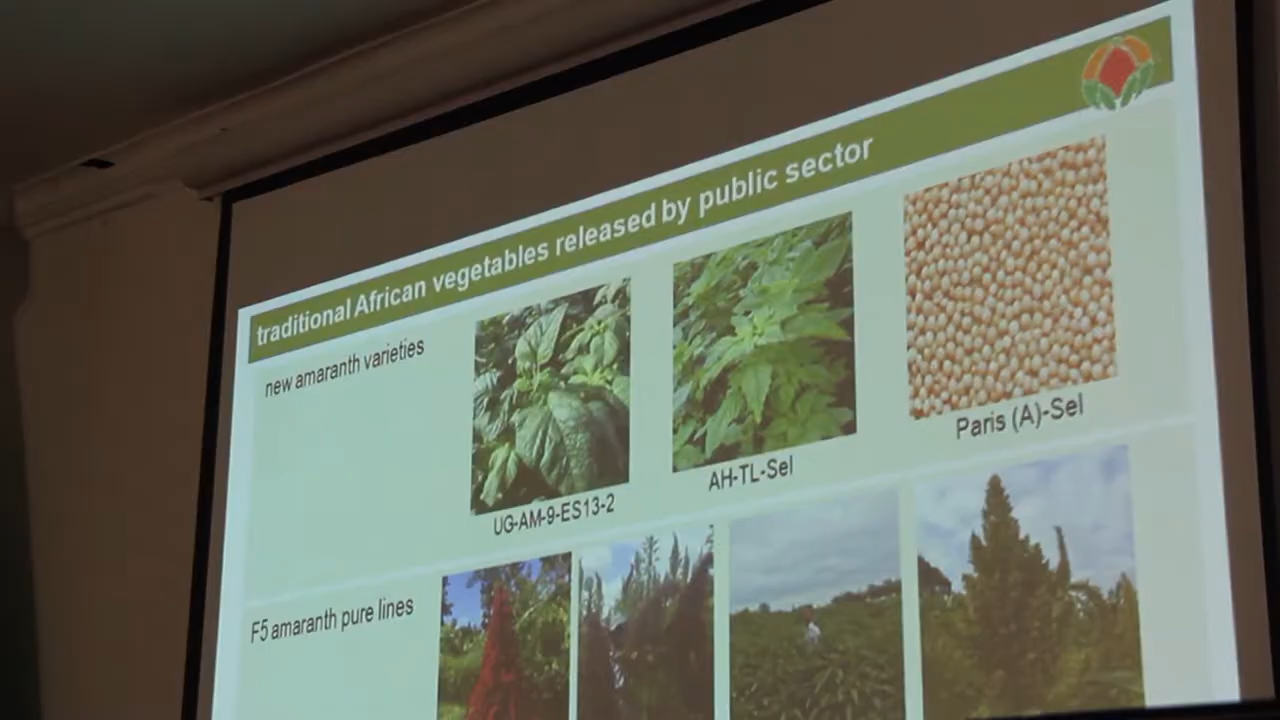 traditional African vegetables released by public sector
new amaranth varieties
UG-AM-9-ES13-2
AH-TL-Sel
Paris (A)-Sel
F5 amaranth pure lines